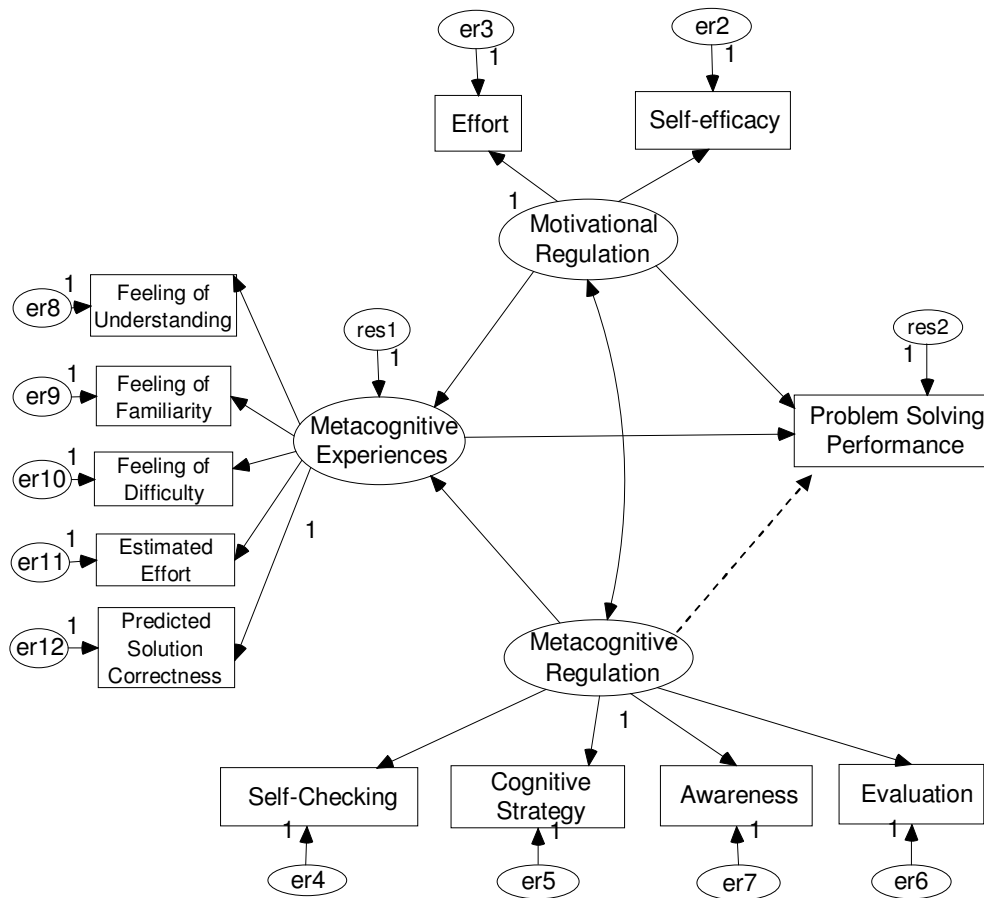 er3
er2
1
1
Effort
Self-efficacy
1
Motivational
Regulation
1
er8
Feeling of
Understanding
res1
1
res2
1
1
er9
Feeling of
Familiarity
Metacognitive
Experiences
Problem Solving
Performance
1
er10
Feeling of
Difficulty
1
1
er11
Estimated
Effort
1
er12
Predicted
Solution
Correctness
Metacognitive
Regulation
1
Self-Checking
Cognitive
Strategy
Awareness
Evaluation
1
1
1
1
er4
er5
er7
er6